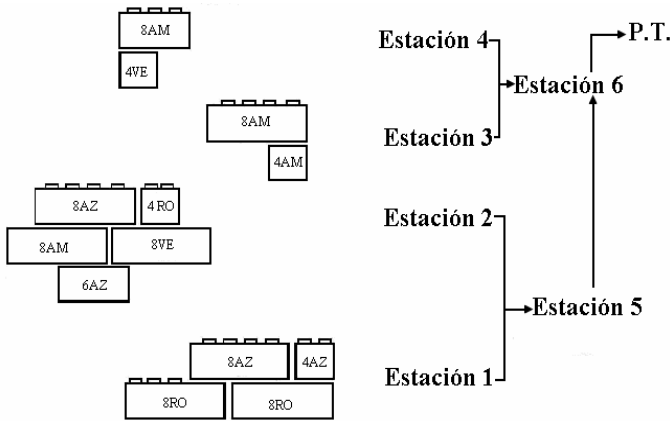 8AM
4VE
Estación 4
P.T.
Estación 6
8AM
Estación 3
4AM
8AZ 4RO
8AM 8VE
6AZ
Estación 2
Estación 5
8AZ 4AZ
8RO 8RO
Estación 1